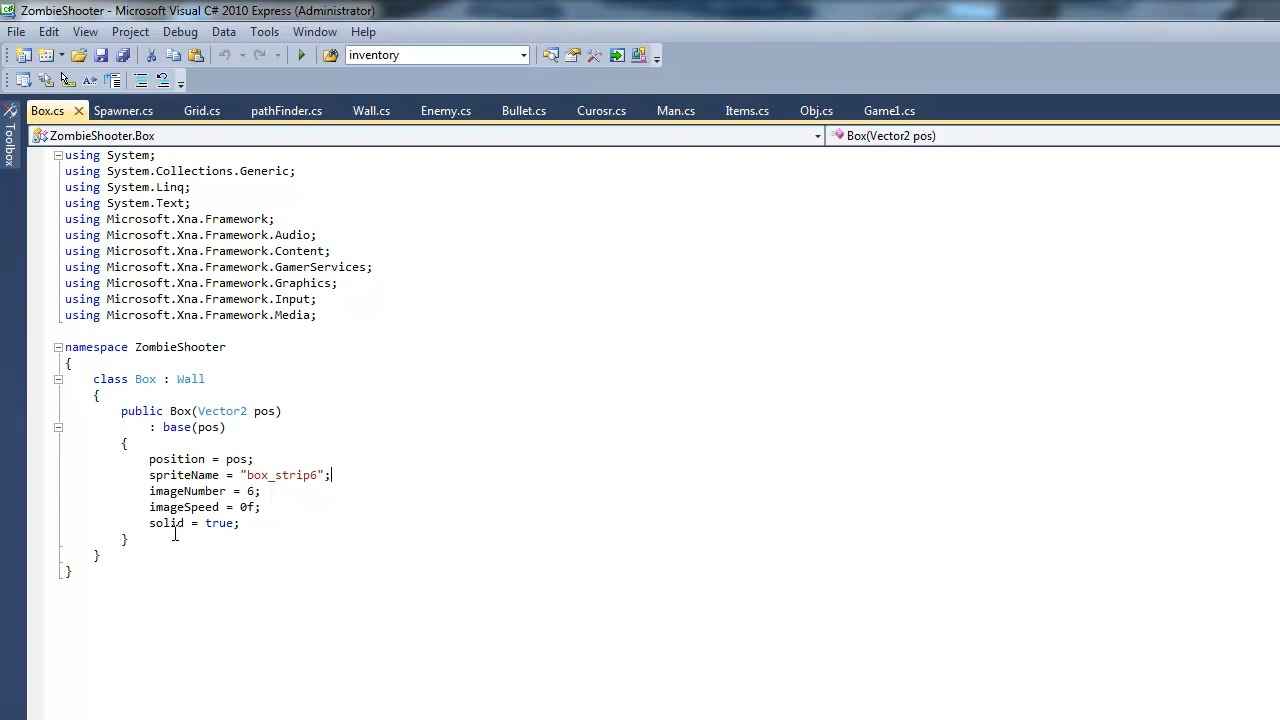 ZombieShooter - Microsoft Visual C# 2010 Express (Administrator)
File Edit View Project Debug Data Tools Window Help
inventory
Box.cs Spawner.cs Grid.cs pathFinder.cs Wall.cs Enemy.cs Bullet.cs Curosr.cs Man.cs Items.cs Obj.cs Game1.cs
Toolbox
ZombieShooter.Box Box(Vector2 pos)
using System;
using System.Collections.Generic;
using System.Linq;
using System.Text;
using Microsoft.Xna.Framework;
using Microsoft.Xna.Framework.Audio;
using Microsoft.Xna.Framework.Content;
using Microsoft.Xna.Framework.GamerServices;
using Microsoft.Xna.Framework.Graphics;
using Microsoft.Xna.Framework.Input;
using Microsoft.Xna.Framework.Media;
namespace ZombieShooter
{
class Box : Wall
{
public Box(Vector2 pos)
: base(pos)
{
position = pos;
spriteName = "box_strip6";
imageNumber = 6;
imageSpeed = 0f;
solid = true;
}
}
}